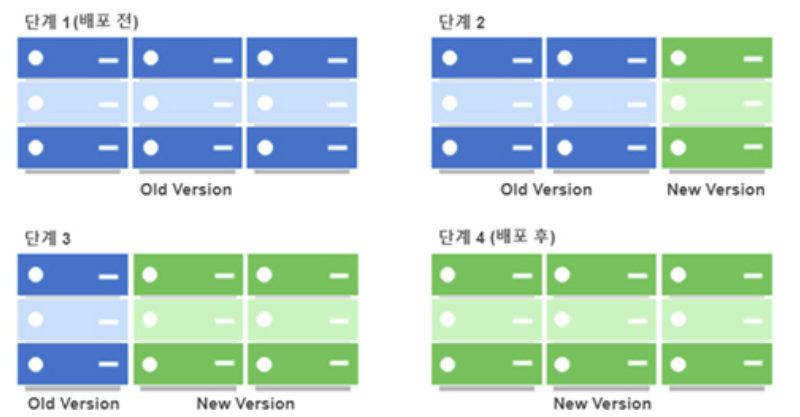 단계 1(배포 전)
Old Version
단계 2
Old Version
New Version
단계 3
Old Version
New Version
단계 4 (배포 후)
New Version